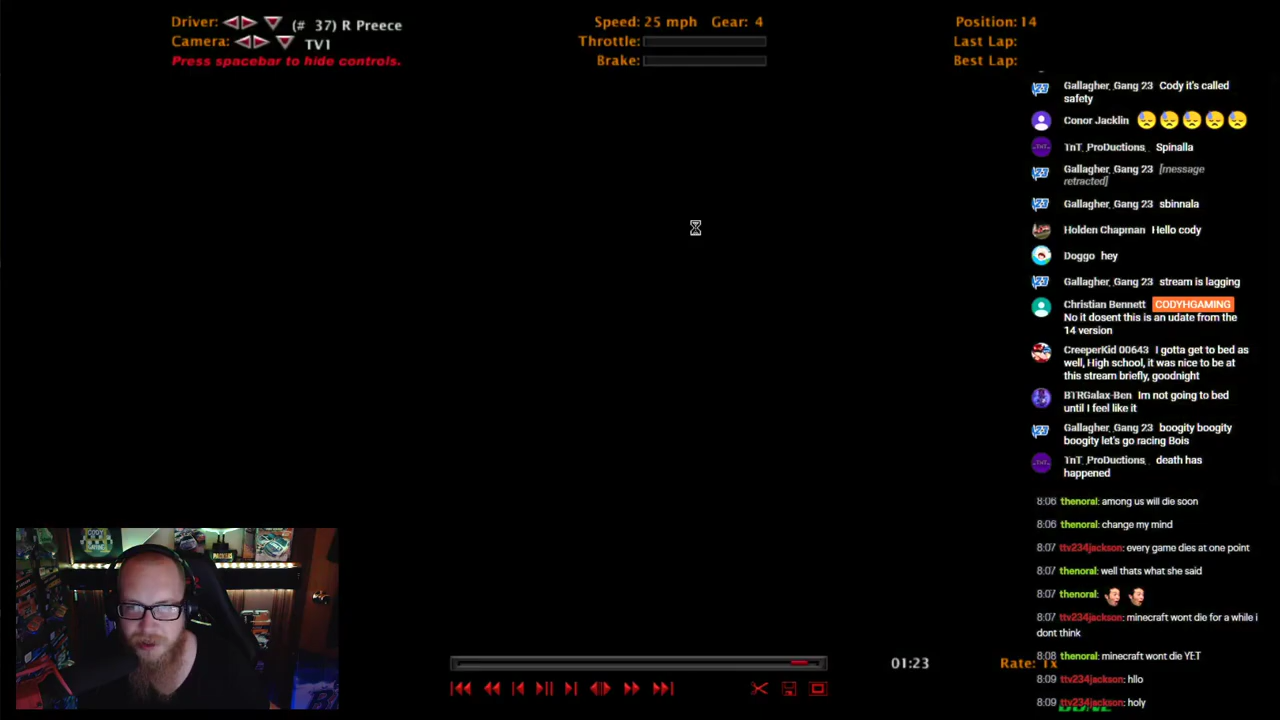 Driver: (# 37) R Preece
Camera: TV1
Press spacebar to hide controls.
Speed: 25 mph Gear: 4
Throttle:
Brake:
Position: 14
Last Lap:
Best Lap:
Gallagher_Gang 23 Cody it's called
safety
Conor Jacklin
TnT_ProDuctions_ Spinalla
Gallagher_Gang 23 [message
retracted]
Gallagher_Gang 23 sbinnala
Holden Chapman Hello cody
Doggo hey
Gallagher_Gang 23 stream is lagging
Christian Bennett CODYHGAMING
No it dosent this is an udate from the
14 version
CreeperKid 00643 I gotta get to bed as
well, High school, it was nice to be at
this stream briefly, goodnight
BTRGalax-Ben Im not going to bed
until I feel like it
Gallagher_Gang 23 boogity boogity
boogity let's go racing Bois
TnT_ProDuctions_ death has
happened
8:06 thenoral: among us will die soon
8:06 thenoral: change my mind
8:07 ttv234jackson: every game dies at one point
8:07 thenoral: well thats what she said
8:07 thenoral:
8:07 ttv234jackson: minecraft wont die for a while i
dont think
8:08 thenoral: minecraft wont die YET
8:09 ttv234jackson: hllo
8:09 ttv234jackson: holy
01:23
Rate: 1x